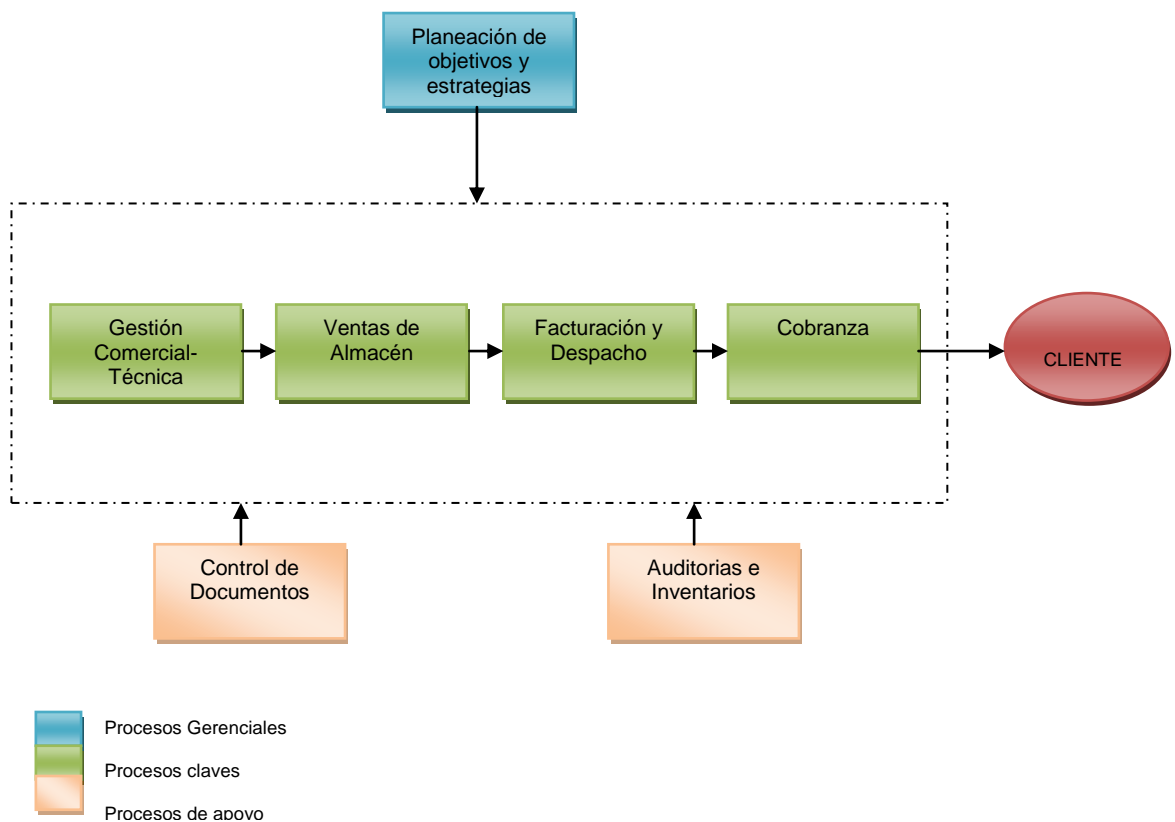 Planeación de
objetivos y
estrategias
Gestión
Comercial-
Técnica
Ventas de
Almacén
Facturación y
Despacho
Cobranza
CLIENTE
Control de
Documentos
Auditorias e
Inventarios
Procesos Gerenciales
Procesos claves
Procesos de apoyo